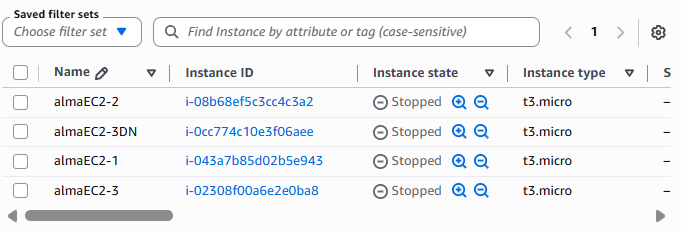 Saved filter sets
Choose filter set
Find Instance by attribute or tag (case-sensitive)
1
Name Instance ID Instance state Instance type S
almaEC2-2 i-08b68ef5c3cc4c3a2 Stopped t3.micro –
almaEC2-3DN i-0cc774c10e3f06aee Stopped t3.micro –
almaEC2-1 i-043a7b85d02b5e943 Stopped t3.micro –
almaEC2-3 i-02308f00a6e2e0ba8 Stopped t3.micro –